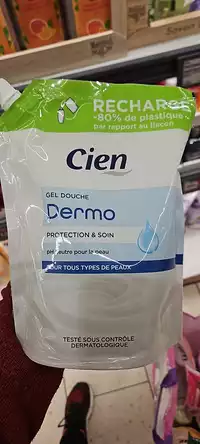 RECHARGE
-80% de plastique
par rapport au flacon
Cien
GEL DOUCHE
Dermo
PROTECTION & SOIN
pH neutre pour la peau
POUR TOUS TYPES DE PEAUX
TESTÉ SOUS CONTRÔLE
DERMATOLOGIQUE